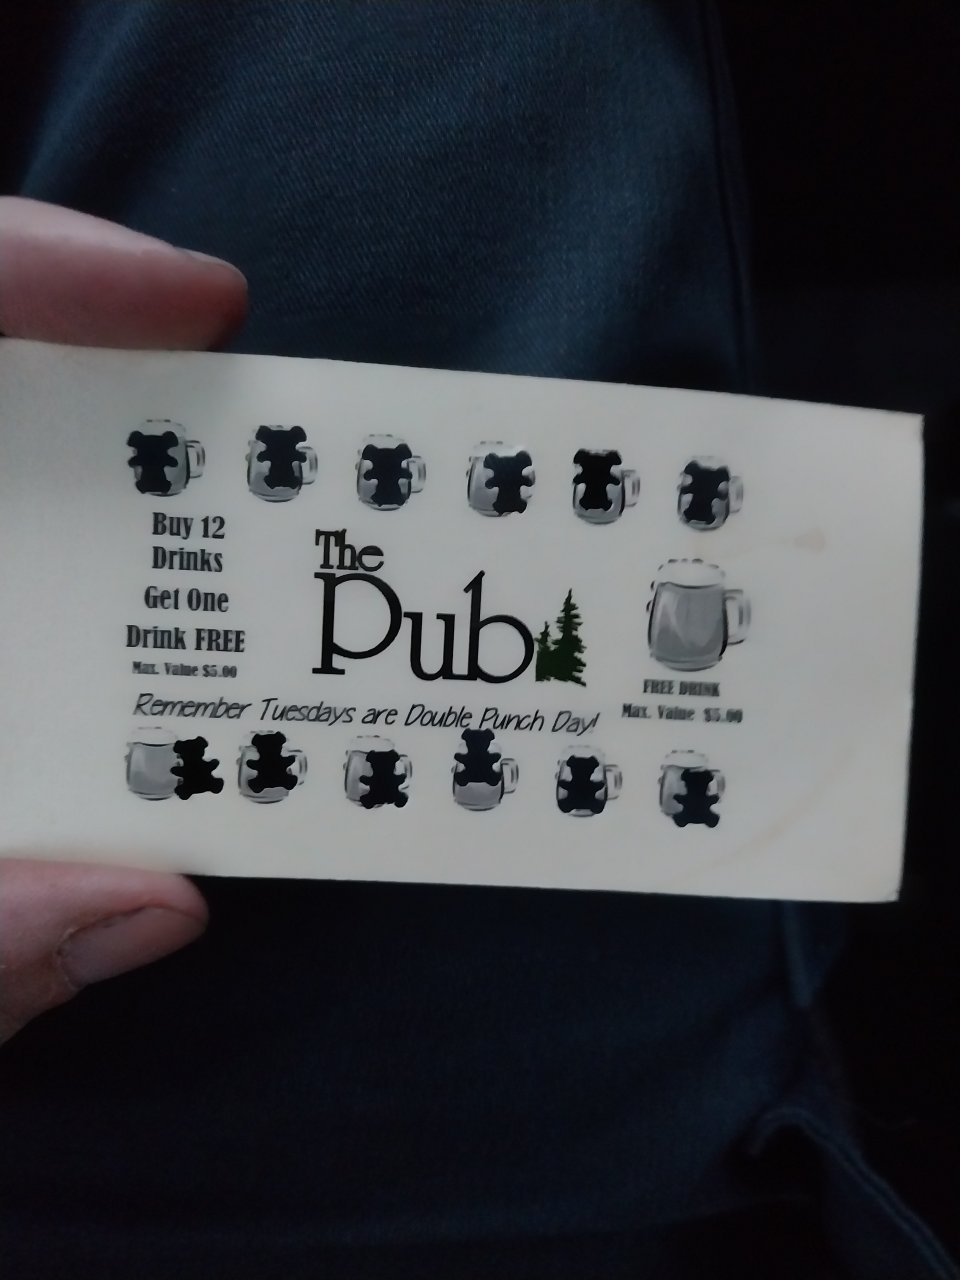 Buy 12
Drinks
Get One
Drink FREE
Max. Value $5.00
The
Pub
FREE DRINK
Max. Value $5.00
Remember Tuesdays are Double Punch Day!